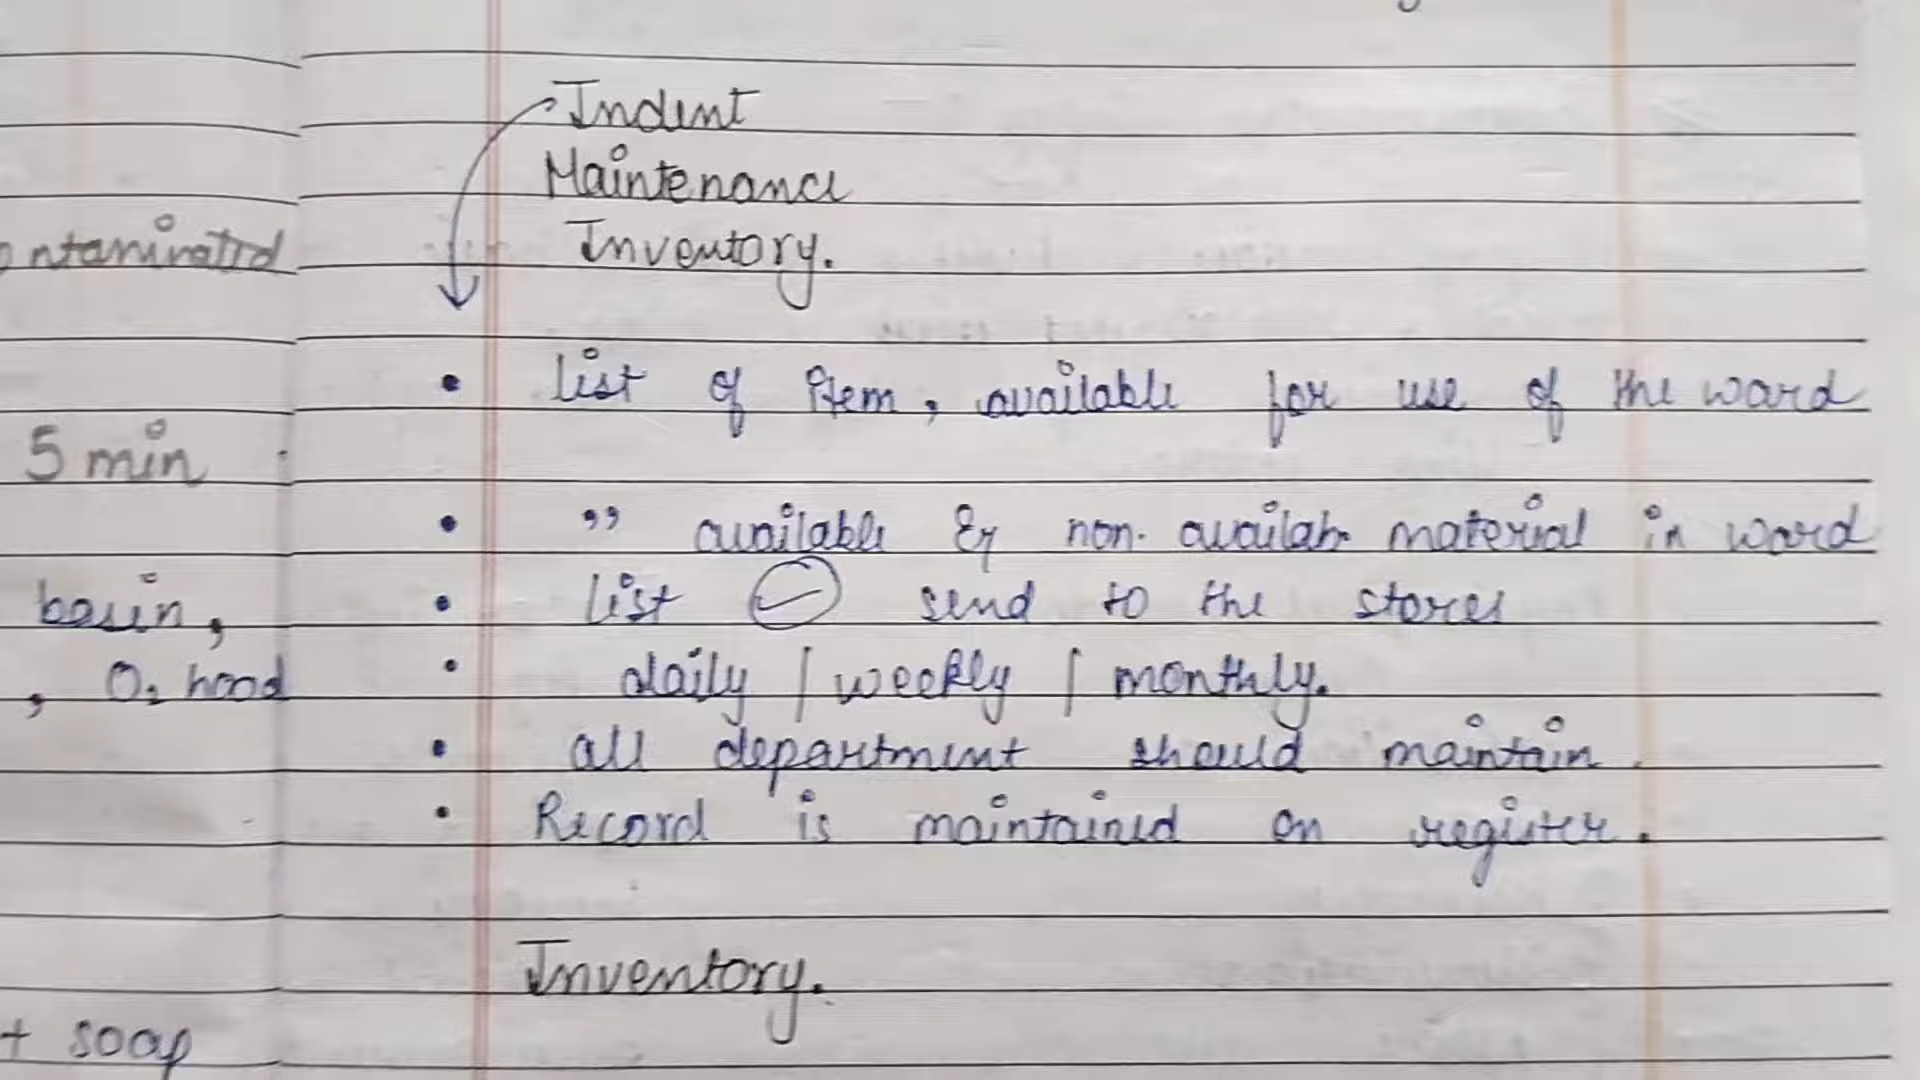 Indent
Maintenance
Inventory.
ontaminated
• list of item, available for use of the ward
5 min
• ,, available & non. availab material in ward
basin,
• list send to the stores
, O₂ hood
• daily / weekly / monthly.
• all department should maintain.
• Record is maintained on register.
Inventory.
+ soap